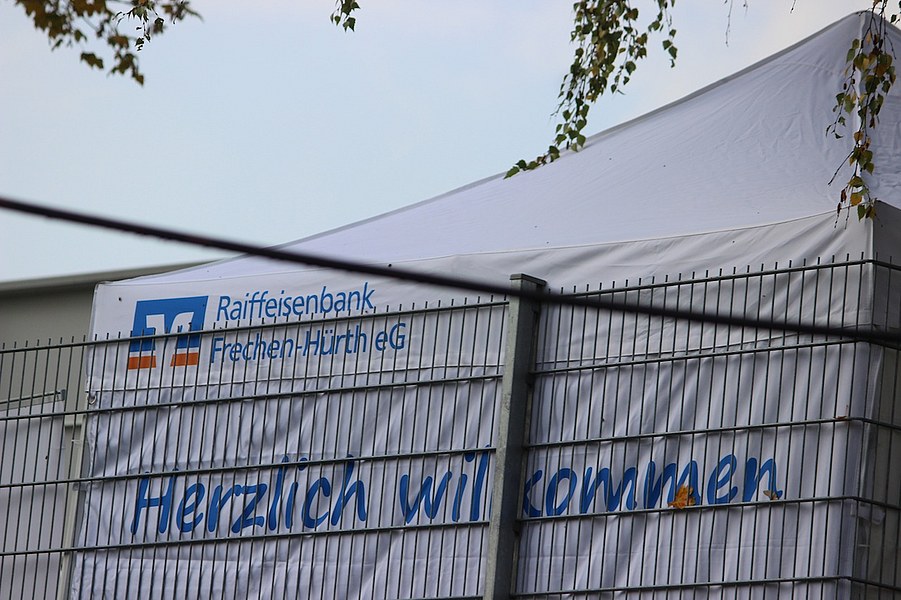 Raiffeisenbank
Frechen-Hürth eG
Herzlich willkommen